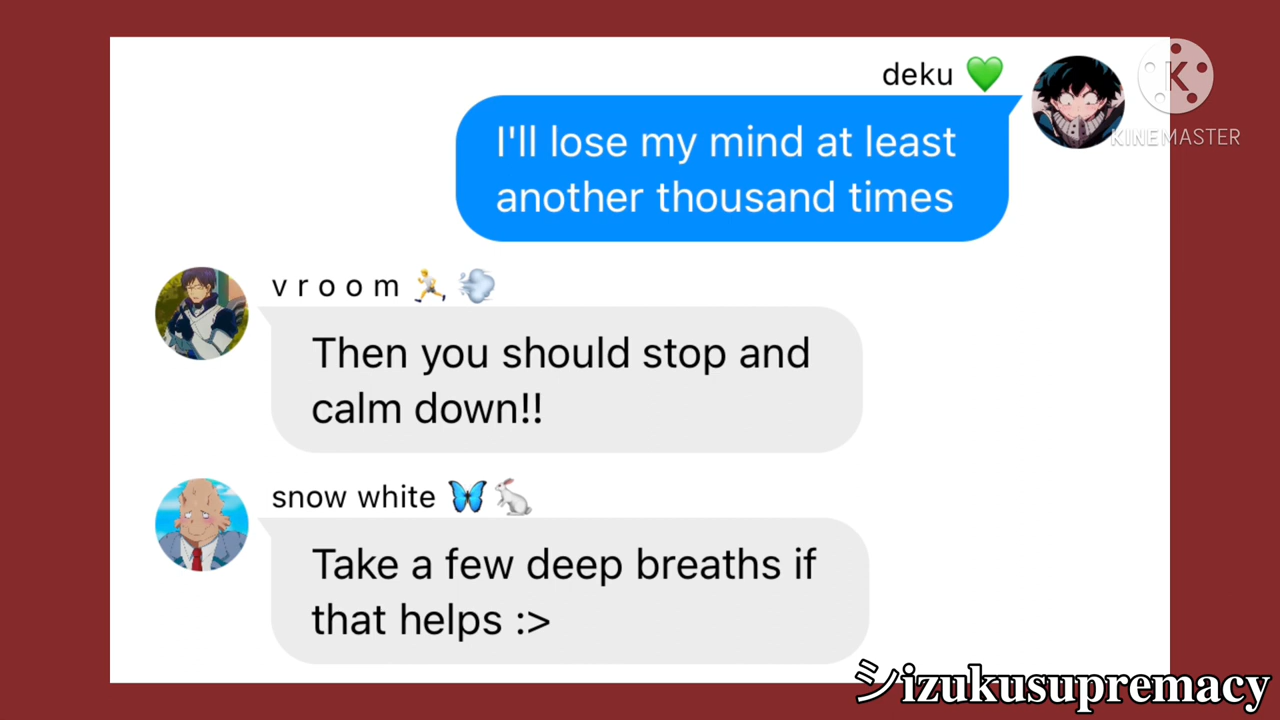 deku 💚
K
KINEMASTER
I'll lose my mind at least
another thousand times
v r o o m 🏃💨
Then you should stop and
calm down!!
snow white 🦋🐇
Take a few deep breaths if
that helps :>
シizukusupremacy